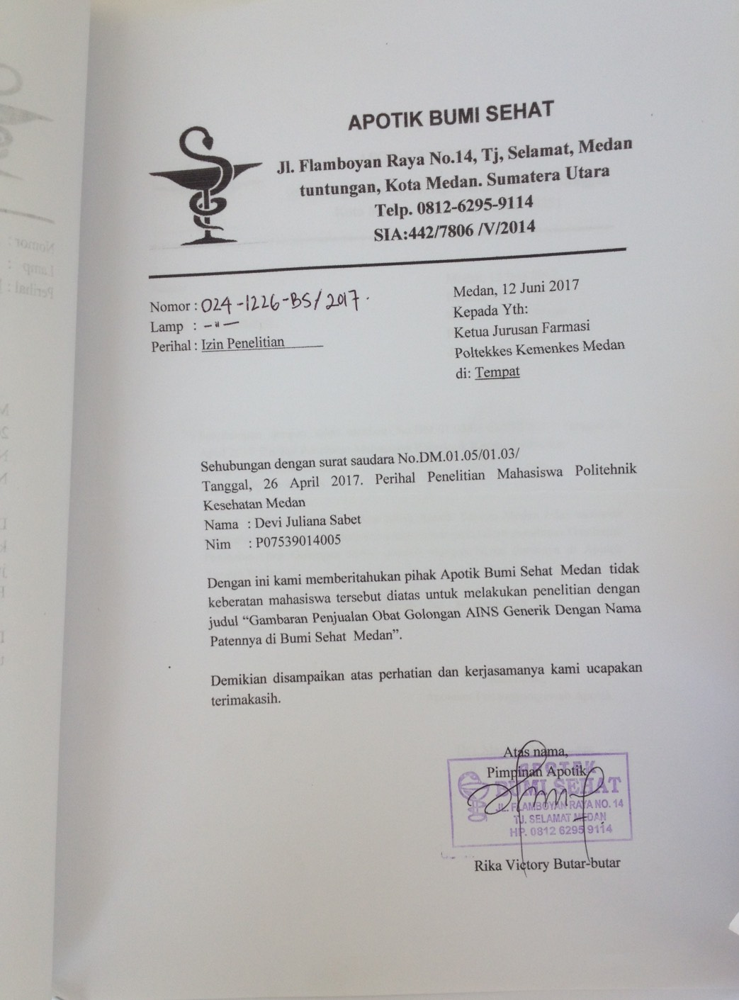 APOTIK BUMI SEHAT
Jl. Flamboyan Raya No.14, Tj, Selamat, Medan
tuntungan, Kota Medan. Sumatera Utara
Telp. 0812-6295-9114
SIA:442/7806 /V/2014
Nomor : 024-1226-BS/2017.
Lamp : -"-
Perihal : Izin Penelitian
Medan, 12 Juni 2017
Kepada Yth:
Ketua Jurusan Farmasi
Poltekkes Kemenkes Medan
di: Tempat
Sehubungan dengan surat saudara No.DM.01.05/01.03/
Tanggal, 26 April 2017. Perihal Penelitian Mahasiswa Politehnik
Kesehatan Medan
Nama : Devi Juliana Sabet
Nim : P07539014005
Dengan ini kami memberitahukan pihak Apotik Bumi Sehat Medan tidak
keberatan mahasiswa tersebut diatas untuk melakukan penelitian dengan
judul “Gambaran Penjualan Obat Golongan AINS Generik Dengan Nama
Patennya di Bumi Sehat Medan”.
Demikian disampaikan atas perhatian dan kerjasamanya kami ucapakan
terimakasih.
Atas nama,
Pimpinan Apotik
APOTEK
BUMI SEHAT
JL. FLAMBOYAN RAYA NO. 14
TJ. SELAMAT MEDAN
HP. 0812 6295 9114
Rika Victory Butar-butar
Nomor :
Lamp :
Perihal :